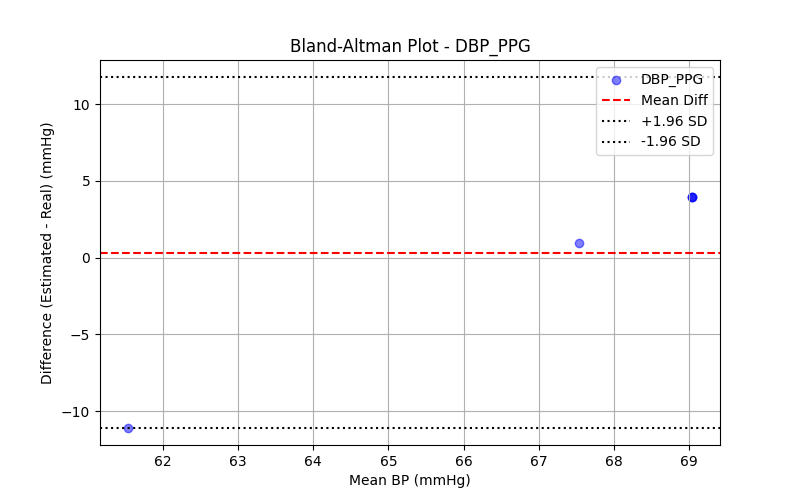 Bland-Altman Plot - DBP_PPG
Difference (Estimated - Real) (mmHg)
10
5
0
−5
−10
DBP_PPG
Mean Diff
+1.96 SD
-1.96 SD
62 63 64 65 66 67 68 69
Mean BP (mmHg)